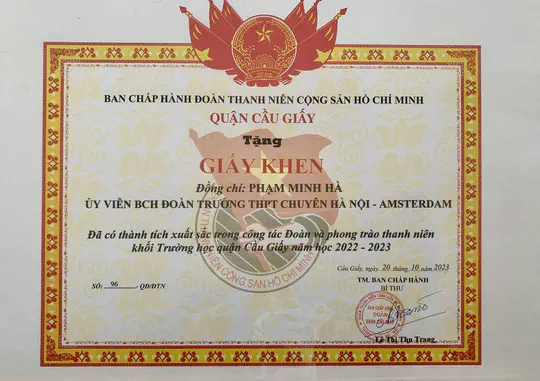 BAN CHẤP HÀNH ĐOÀN THANH NIÊN CỘNG SẢN HỒ CHÍ MINH
QUẬN CẦU GIẤY
Tặng
GIẤY KHEN
Đồng chí: PHẠM MINH HÀ
ỦY VIÊN BCH ĐOÀN TRƯỜNG THPT CHUYÊN HÀ NỘI - AMSTERDAM
Đã có thành tích xuất sắc trong công tác Đoàn và phong trào thanh niên
khối Trường học quận Cầu Giấy năm học 2022 - 2023
Cầu Giấy, ngày 20 tháng 10 năm 2023
SỐ: 96 -QĐ/ĐTN
TM. BAN CHẤP HÀNH
BÍ THƯ
Lê Thị Thu Trang